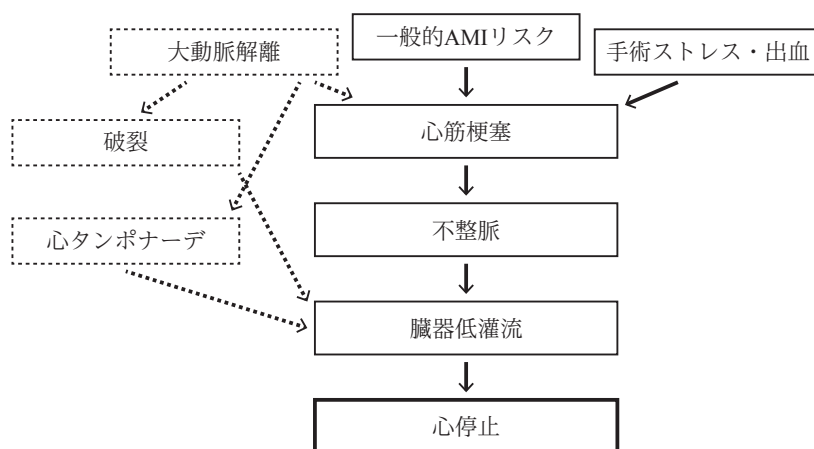 一般的AMIリスク
大動脈解離
手術ストレス・出血
破裂
心筋梗塞
心タンポナーデ
不整脈
臓器低灌流
心停止